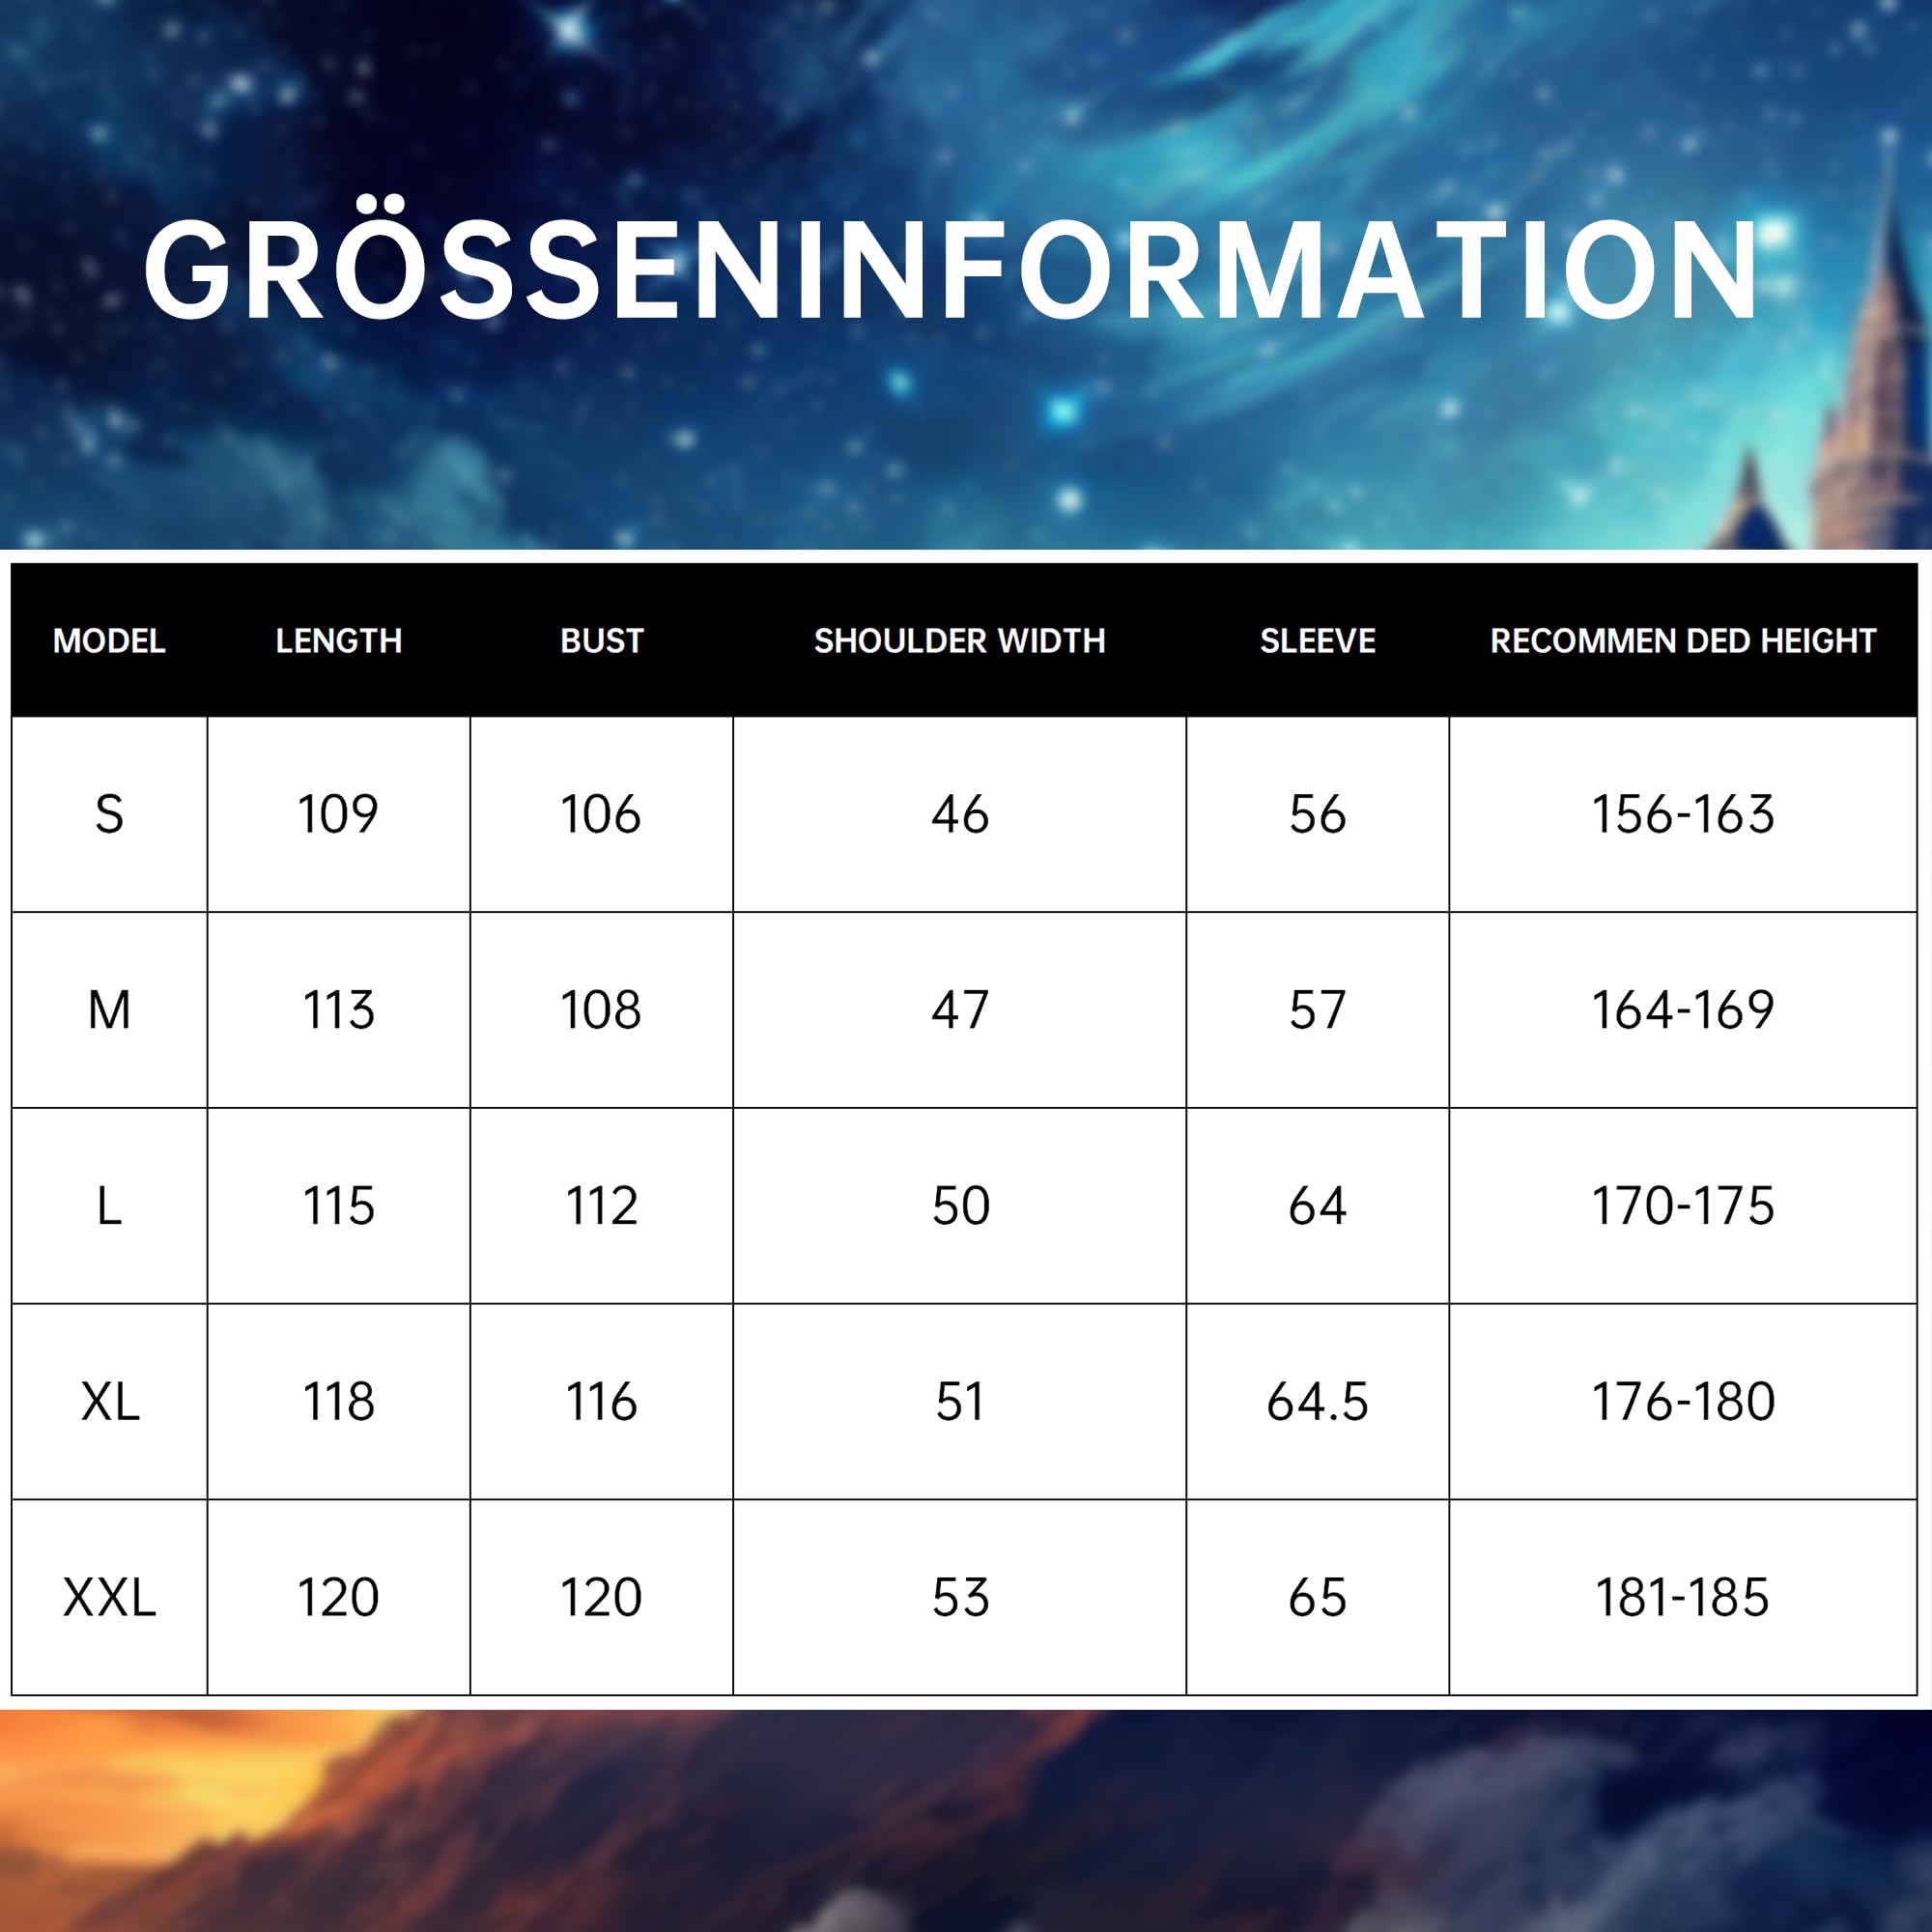 GRÖSSENINFORMATION
MODEL LENGTH BUST SHOULDER WIDTH SLEEVE RECOMMEN DED HEIGHT
S 109 106 46 56 156-163
M 113 108 47 57 164-169
L 115 112 50 64 170-175
XL 118 116 51 64.5 176-180
XXL 120 120 53 65 181-185